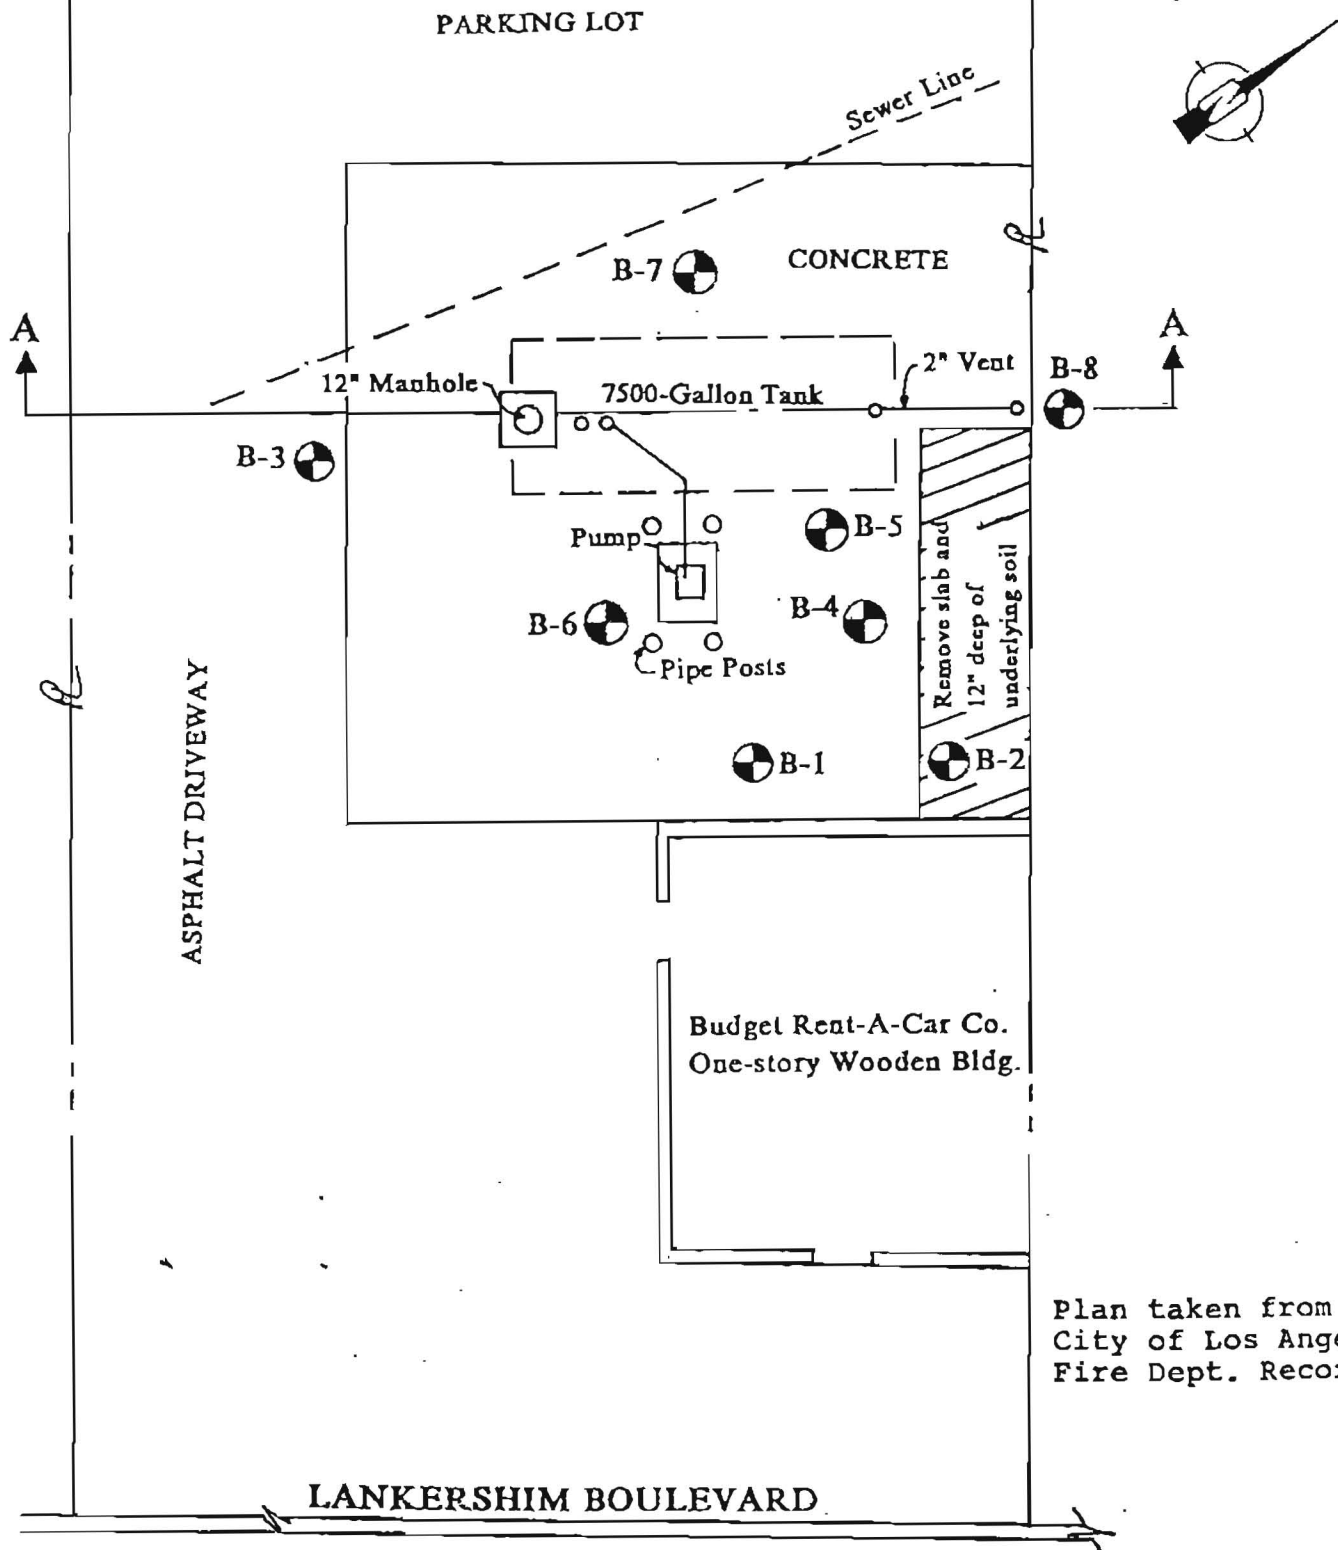 PARKING LOT
Sewer Line
B-7
CONCRETE
A
A
12" Manhole
7500-Gallon Tank
2" Vent
B-8
B-3
Pump
B-5
B-6
B-4
Pipe Posts
Remove slab and
12" deep of
underlying soil
ASPHALT DRIVEWAY
B-1
B-2
Budget Rent-A-Car Co.
One-story Wooden Bldg.
Plan taken from
City of Los
Fire Dept.
LANKERSHIM BOULEVARD